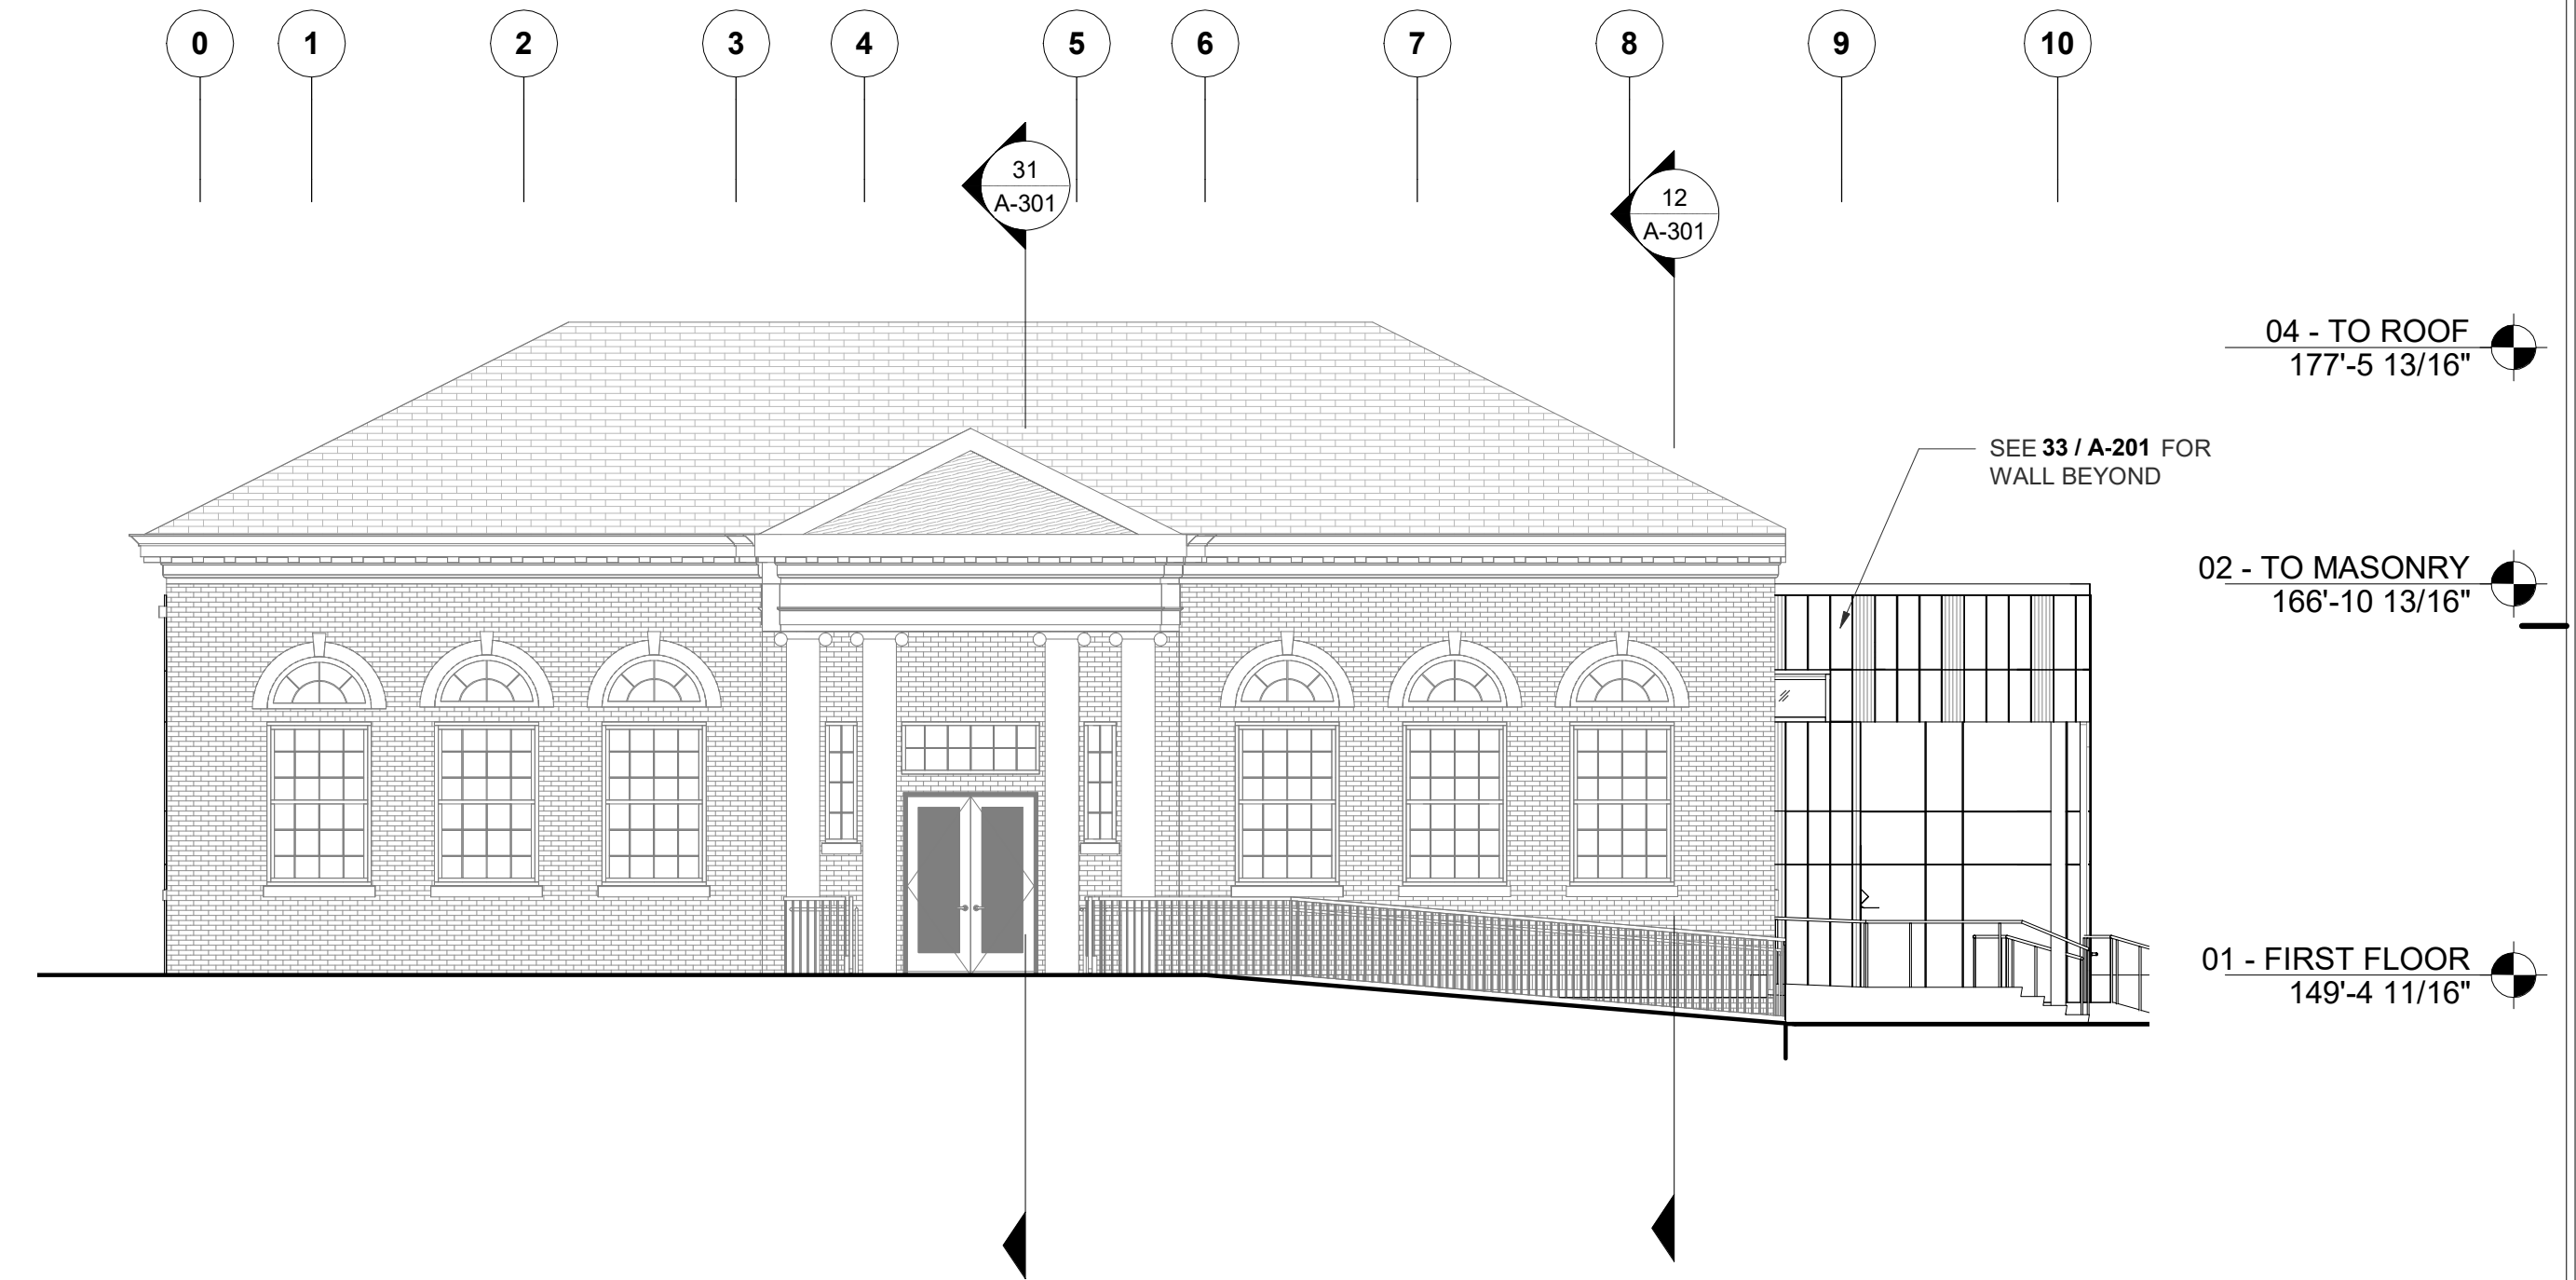 0 1 2 3 4 5 6 7 8 9 10
31
A-301
12
A-301
04 - TO ROOF
177'-5 13/16"
SEE 33 / A-201 FOR
WALL BEYOND
02 - TO MASONRY
166'-10 13/16"
01 - FIRST FLOOR
149'-4 11/16"